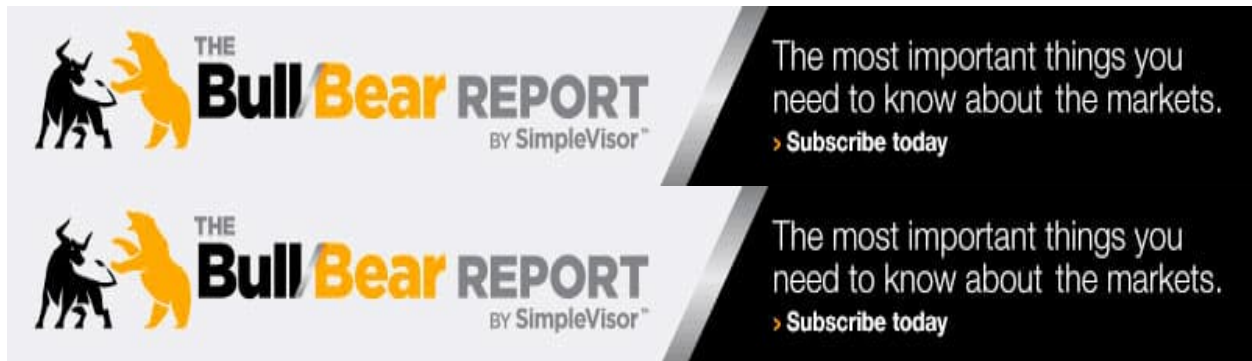 THE
Bull/Bear REPORT
BY SimpleVisor™
The most important things you
need to know about the markets.
› Subscribe today
THE
Bull/Bear REPORT
BY SimpleVisor™
The most important things you
need to know about the markets.
› Subscribe today